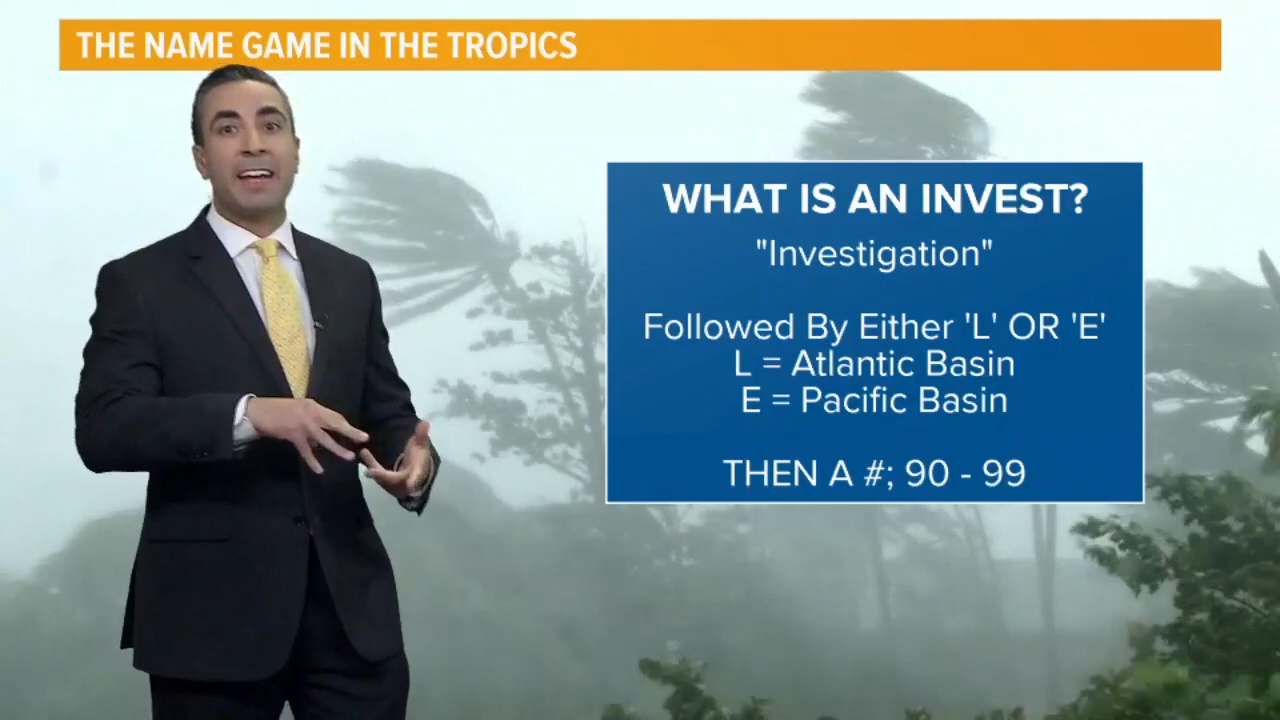 THE NAME GAME IN THE TROPICS
WHAT IS AN INVEST?
"Investigation"
Followed By Either 'L' OR 'E'
L = Atlantic Basin
E = Pacific Basin
THEN A #; 90 - 99